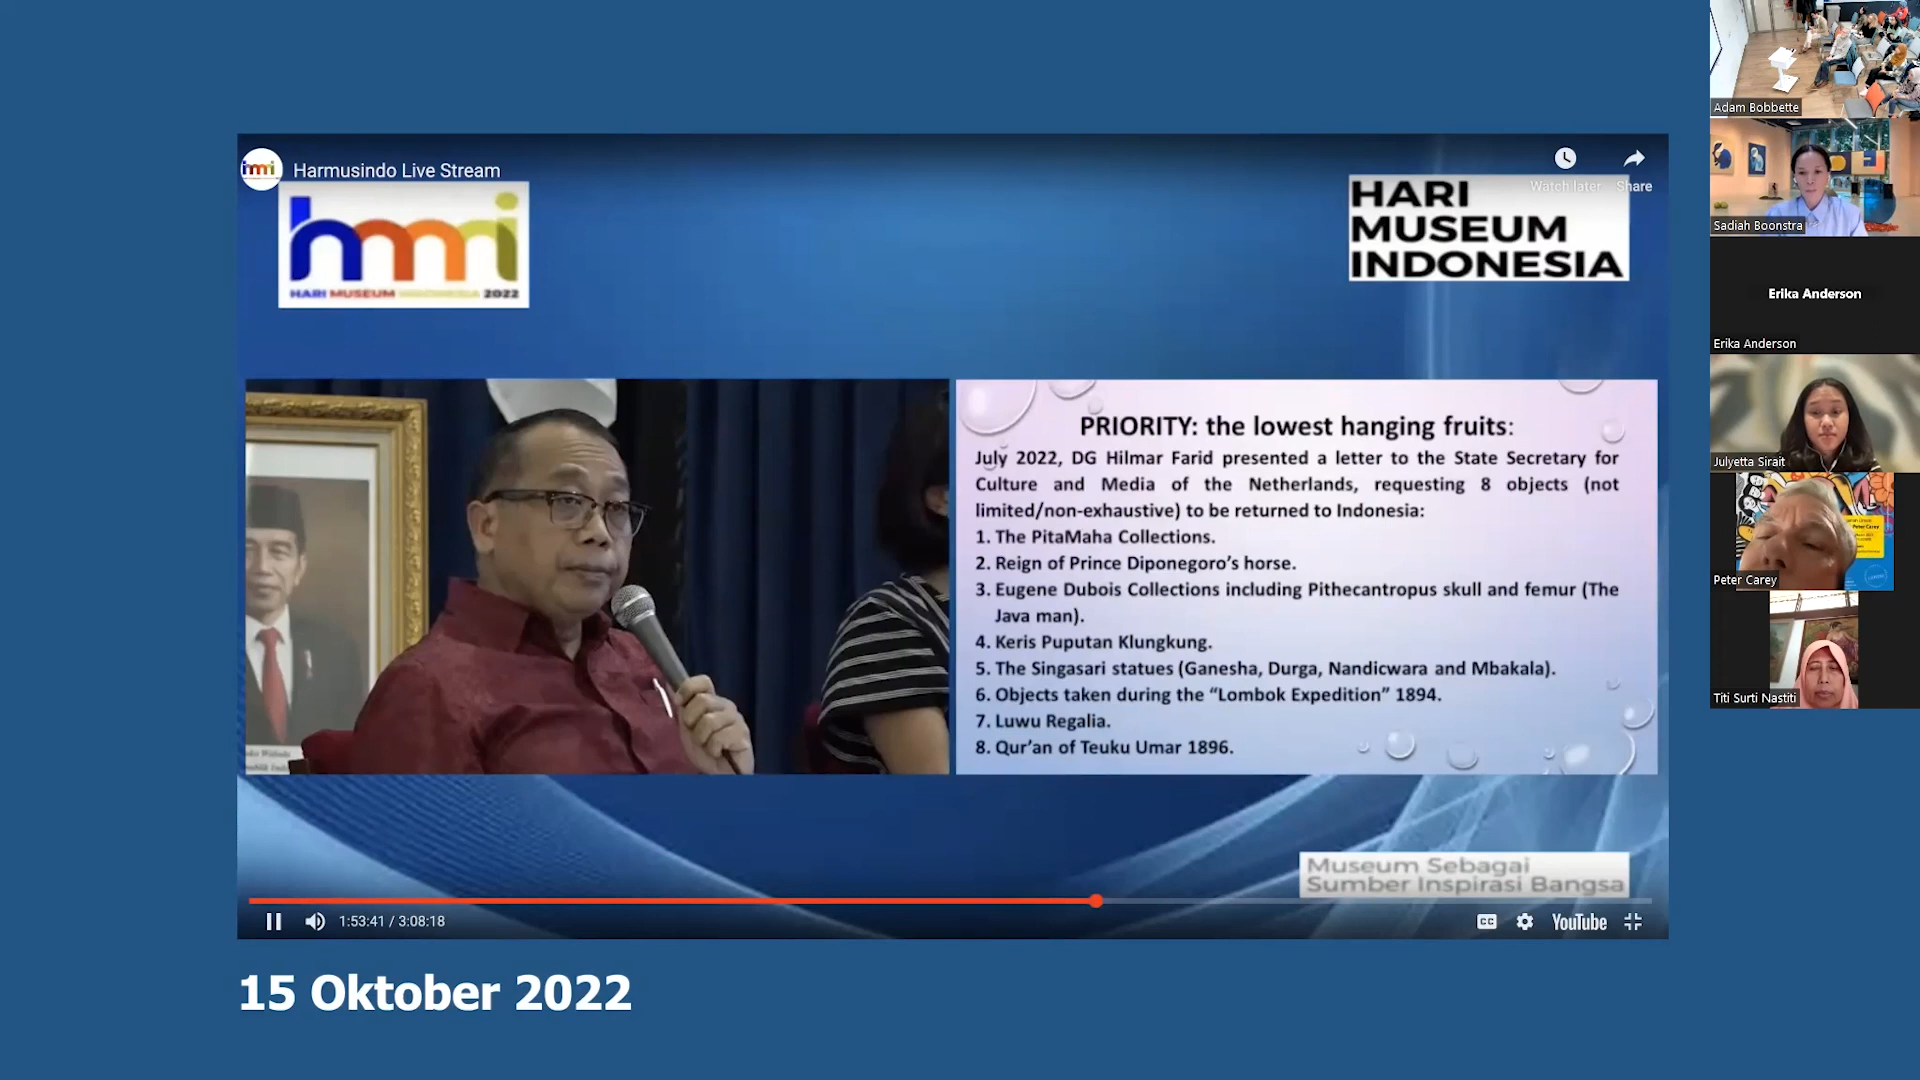 Harmusindo Live Stream
Watch later
Share
hmi
HARI MUSEUM INDONESIA 2022
HARI
MUSEUM
INDONESIA
PRIORITY: the lowest hanging fruits:
July 2022, DG Hilmar Farid presented a letter to the State Secretary for
Culture and Media of the Netherlands, requesting 8 objects (not
limited/non-exhaustive) to be returned to Indonesia:
1. The PitaMaha Collections.
2. Reign of Prince Diponegoro's horse.
3. Eugene Dubois Collections including Pithecantropus skull and femur (The
Java man).
4. Keris Puputan Klungkung.
5. The Singasari statues (Ganesha, Durga, Nandicwara and Mbakala).
6. Objects taken during the “Lombok Expedition” 1894.
7. Luwu Regalia.
8. Qur'an of Teuku Umar 1896.
Museum Sebagai
Sumber Inspirasi Bangsa
1:53:41 / 3:08:18
CC
YouTube
15 Oktober 2022
Adam Bobbette
Sadiah Boonstra
Erika Anderson
Erika Anderson
Julyetta Sirait
Peter Carey
Peter Carey
Titi Surti Nastiti